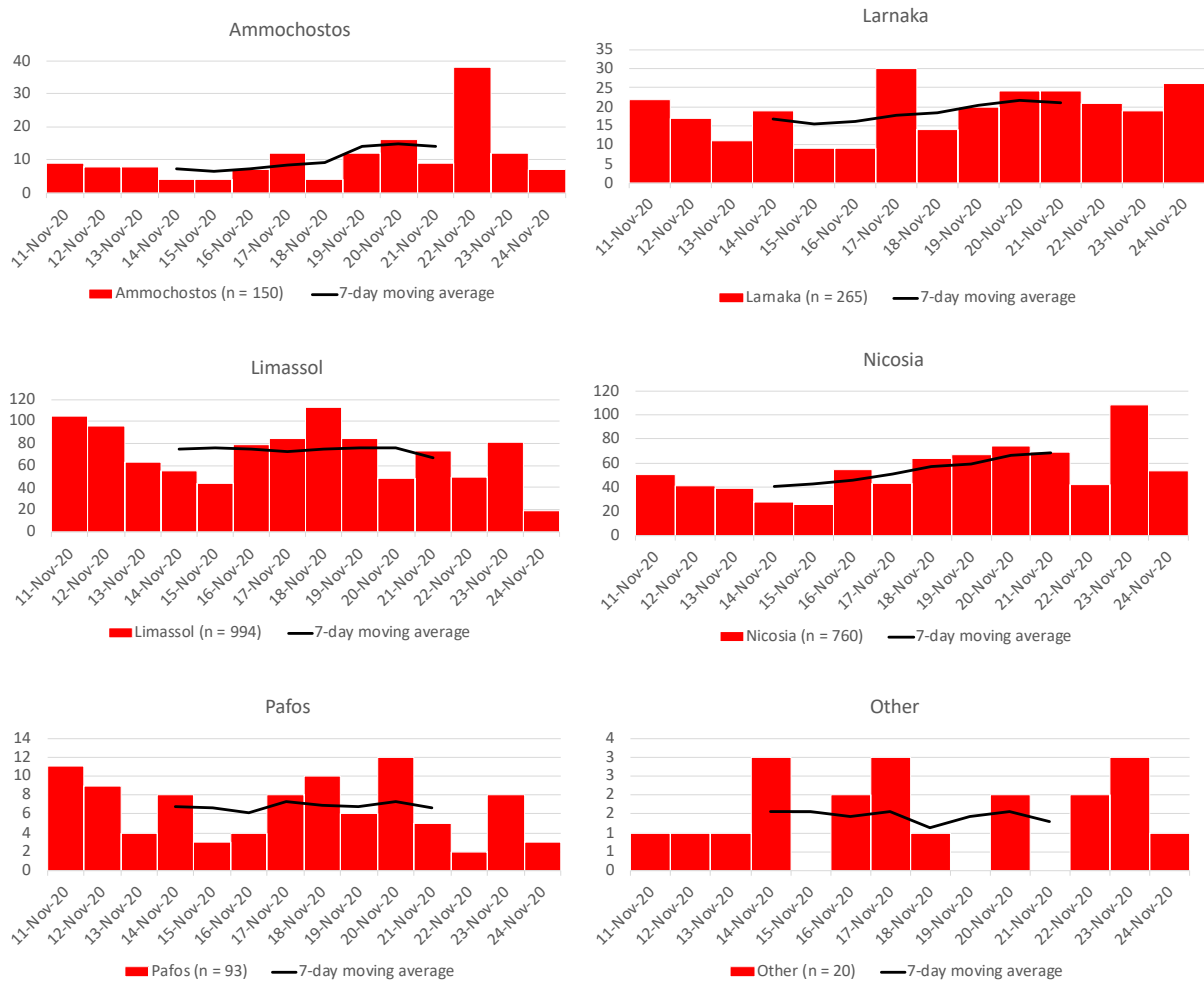 Ammochostos
40
30
20
10
0
11-Nov-20
12-Nov-20
13-Nov-20
14-Nov-20
15-Nov-20
16-Nov-20
17-Nov-20
18-Nov-20
19-Nov-20
20-Nov-20
21-Nov-20
22-Nov-20
23-Nov-20
24-Nov-20
Ammochostos (n = 150) 7-day moving average
Larnaka
35
30
25
20
15
10
5
0
11-Nov-20
12-Nov-20
13-Nov-20
14-Nov-20
15-Nov-20
16-Nov-20
17-Nov-20
18-Nov-20
19-Nov-20
20-Nov-20
21-Nov-20
22-Nov-20
23-Nov-20
24-Nov-20
Larnaka (n = 265) 7-day moving average
Limassol
120
100
80
60
40
20
0
11-Nov-20
12-Nov-20
13-Nov-20
14-Nov-20
15-Nov-20
16-Nov-20
17-Nov-20
18-Nov-20
19-Nov-20
20-Nov-20
21-Nov-20
22-Nov-20
23-Nov-20
24-Nov-20
Limassol (n = 994) 7-day moving average
Nicosia
120
100
80
60
40
20
0
11-Nov-20
12-Nov-20
13-Nov-20
14-Nov-20
15-Nov-20
16-Nov-20
17-Nov-20
18-Nov-20
19-Nov-20
20-Nov-20
21-Nov-20
22-Nov-20
23-Nov-20
24-Nov-20
Nicosia (n = 760) 7-day moving average
Pafos
14
12
10
8
6
4
2
0
11-Nov-20
12-Nov-20
13-Nov-20
14-Nov-20
15-Nov-20
16-Nov-20
17-Nov-20
18-Nov-20
19-Nov-20
20-Nov-20
21-Nov-20
22-Nov-20
23-Nov-20
24-Nov-20
Pafos (n = 93) 7-day moving average
Other
4
3
3
2
2
1
1
0
11-Nov-20
12-Nov-20
13-Nov-20
14-Nov-20
15-Nov-20
16-Nov-20
17-Nov-20
18-Nov-20
19-Nov-20
20-Nov-20
21-Nov-20
22-Nov-20
23-Nov-20
24-Nov-20
Other (n = 20) 7-day moving average